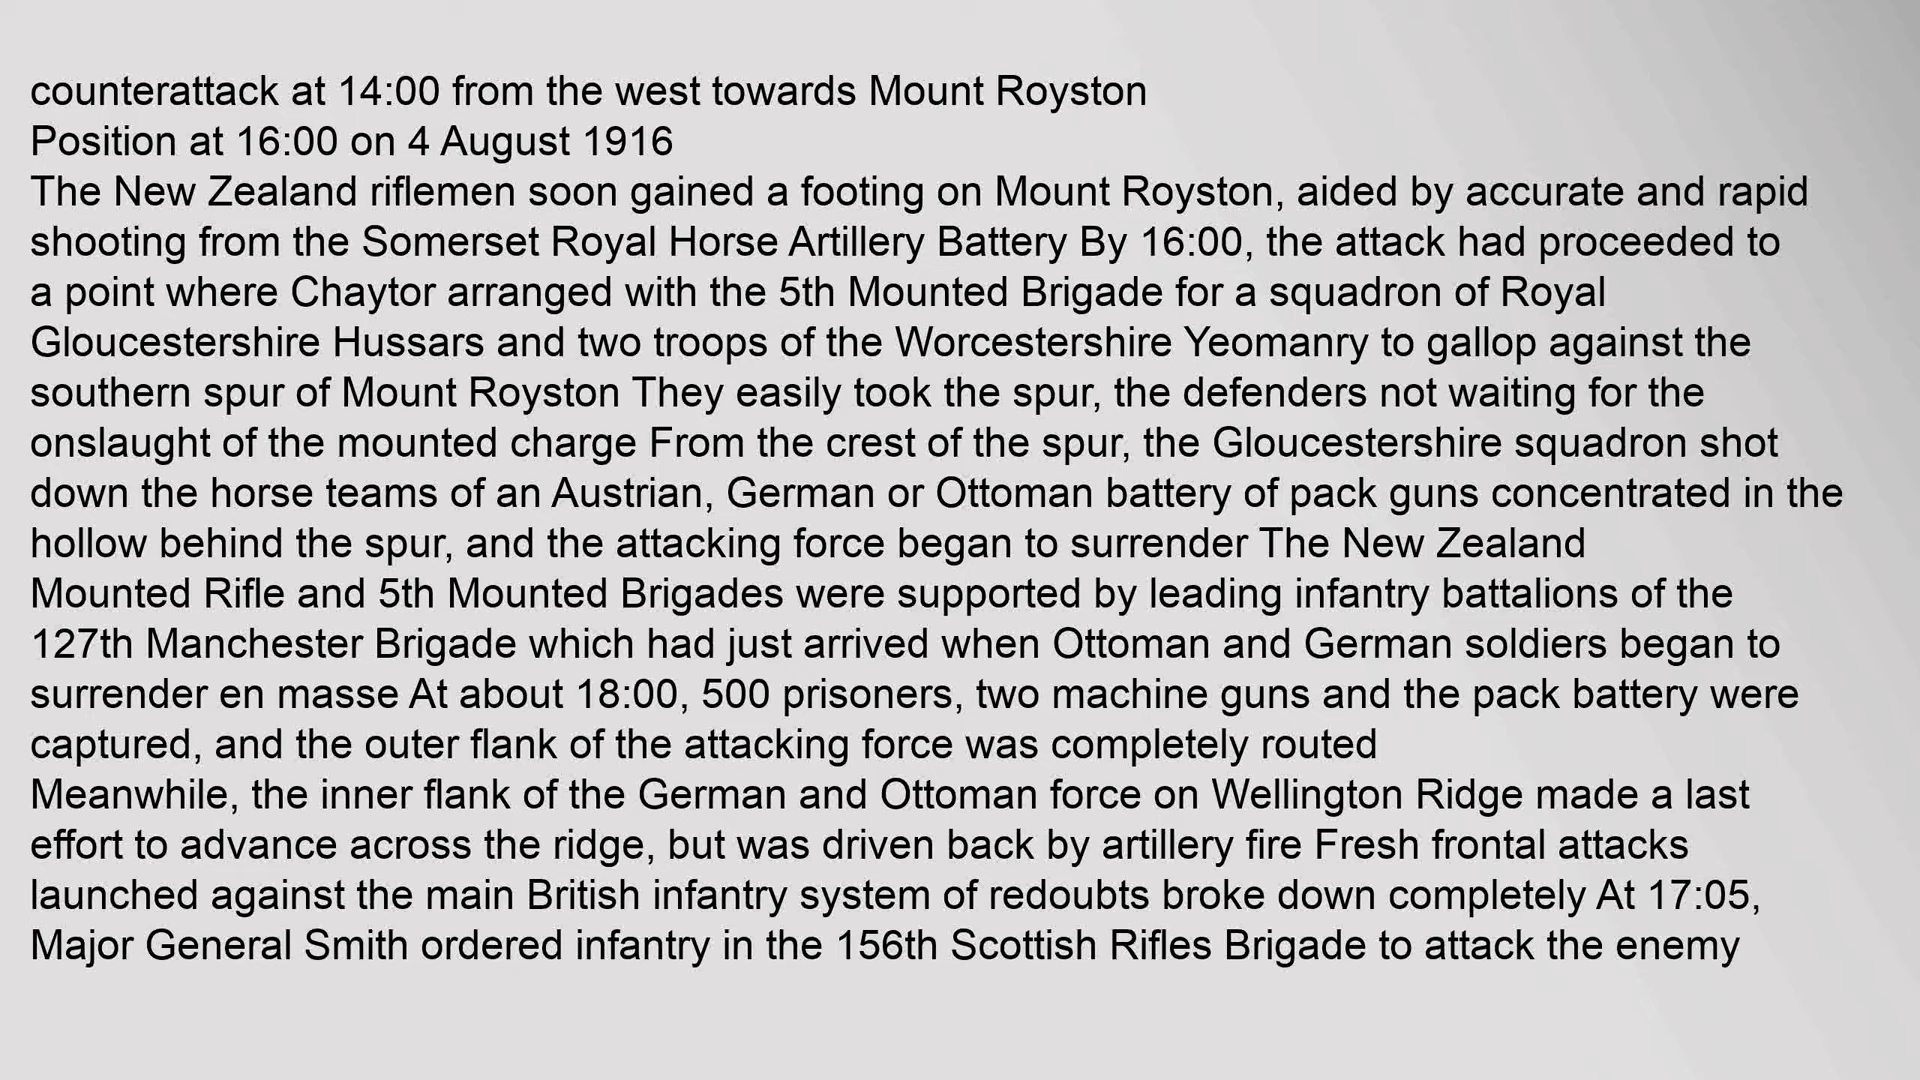 counterattack at 14:00 from the west towards Mount Royston
Position at 16:00 on 4 August 1916
The New Zealand riflemen soon gained a footing on Mount Royston, aided by accurate and rapid
shooting from the Somerset Royal Horse Artillery Battery By 16:00, the attack had proceeded to
a point where Chaytor arranged with the 5th Mounted Brigade for a squadron of Royal
Gloucestershire Hussars and two troops of the Worcestershire Yeomanry to gallop against the
southern spur of Mount Royston They easily took the spur, the defenders not waiting for the
onslaught of the mounted charge From the crest of the spur, the Gloucestershire squadron shot
down the horse teams of an Austrian, German or Ottoman battery of pack guns concentrated in the
hollow behind the spur, and the attacking force began to surrender The New Zealand
Mounted Rifle and 5th Mounted Brigades were supported by leading infantry battalions of the
127th Manchester Brigade which had just arrived when Ottoman and German soldiers began to
surrender en masse At about 18:00, 500 prisoners, two machine guns and the pack battery were
captured, and the outer flank of the attacking force was completely routed
Meanwhile, the inner flank of the German and Ottoman force on Wellington Ridge made a last
effort to advance across the ridge, but was driven back by artillery fire Fresh frontal attacks
launched against the main British infantry system of redoubts broke down completely At 17:05,
Major General Smith ordered infantry in the 156th Scottish Rifles Brigade to attack the enemy